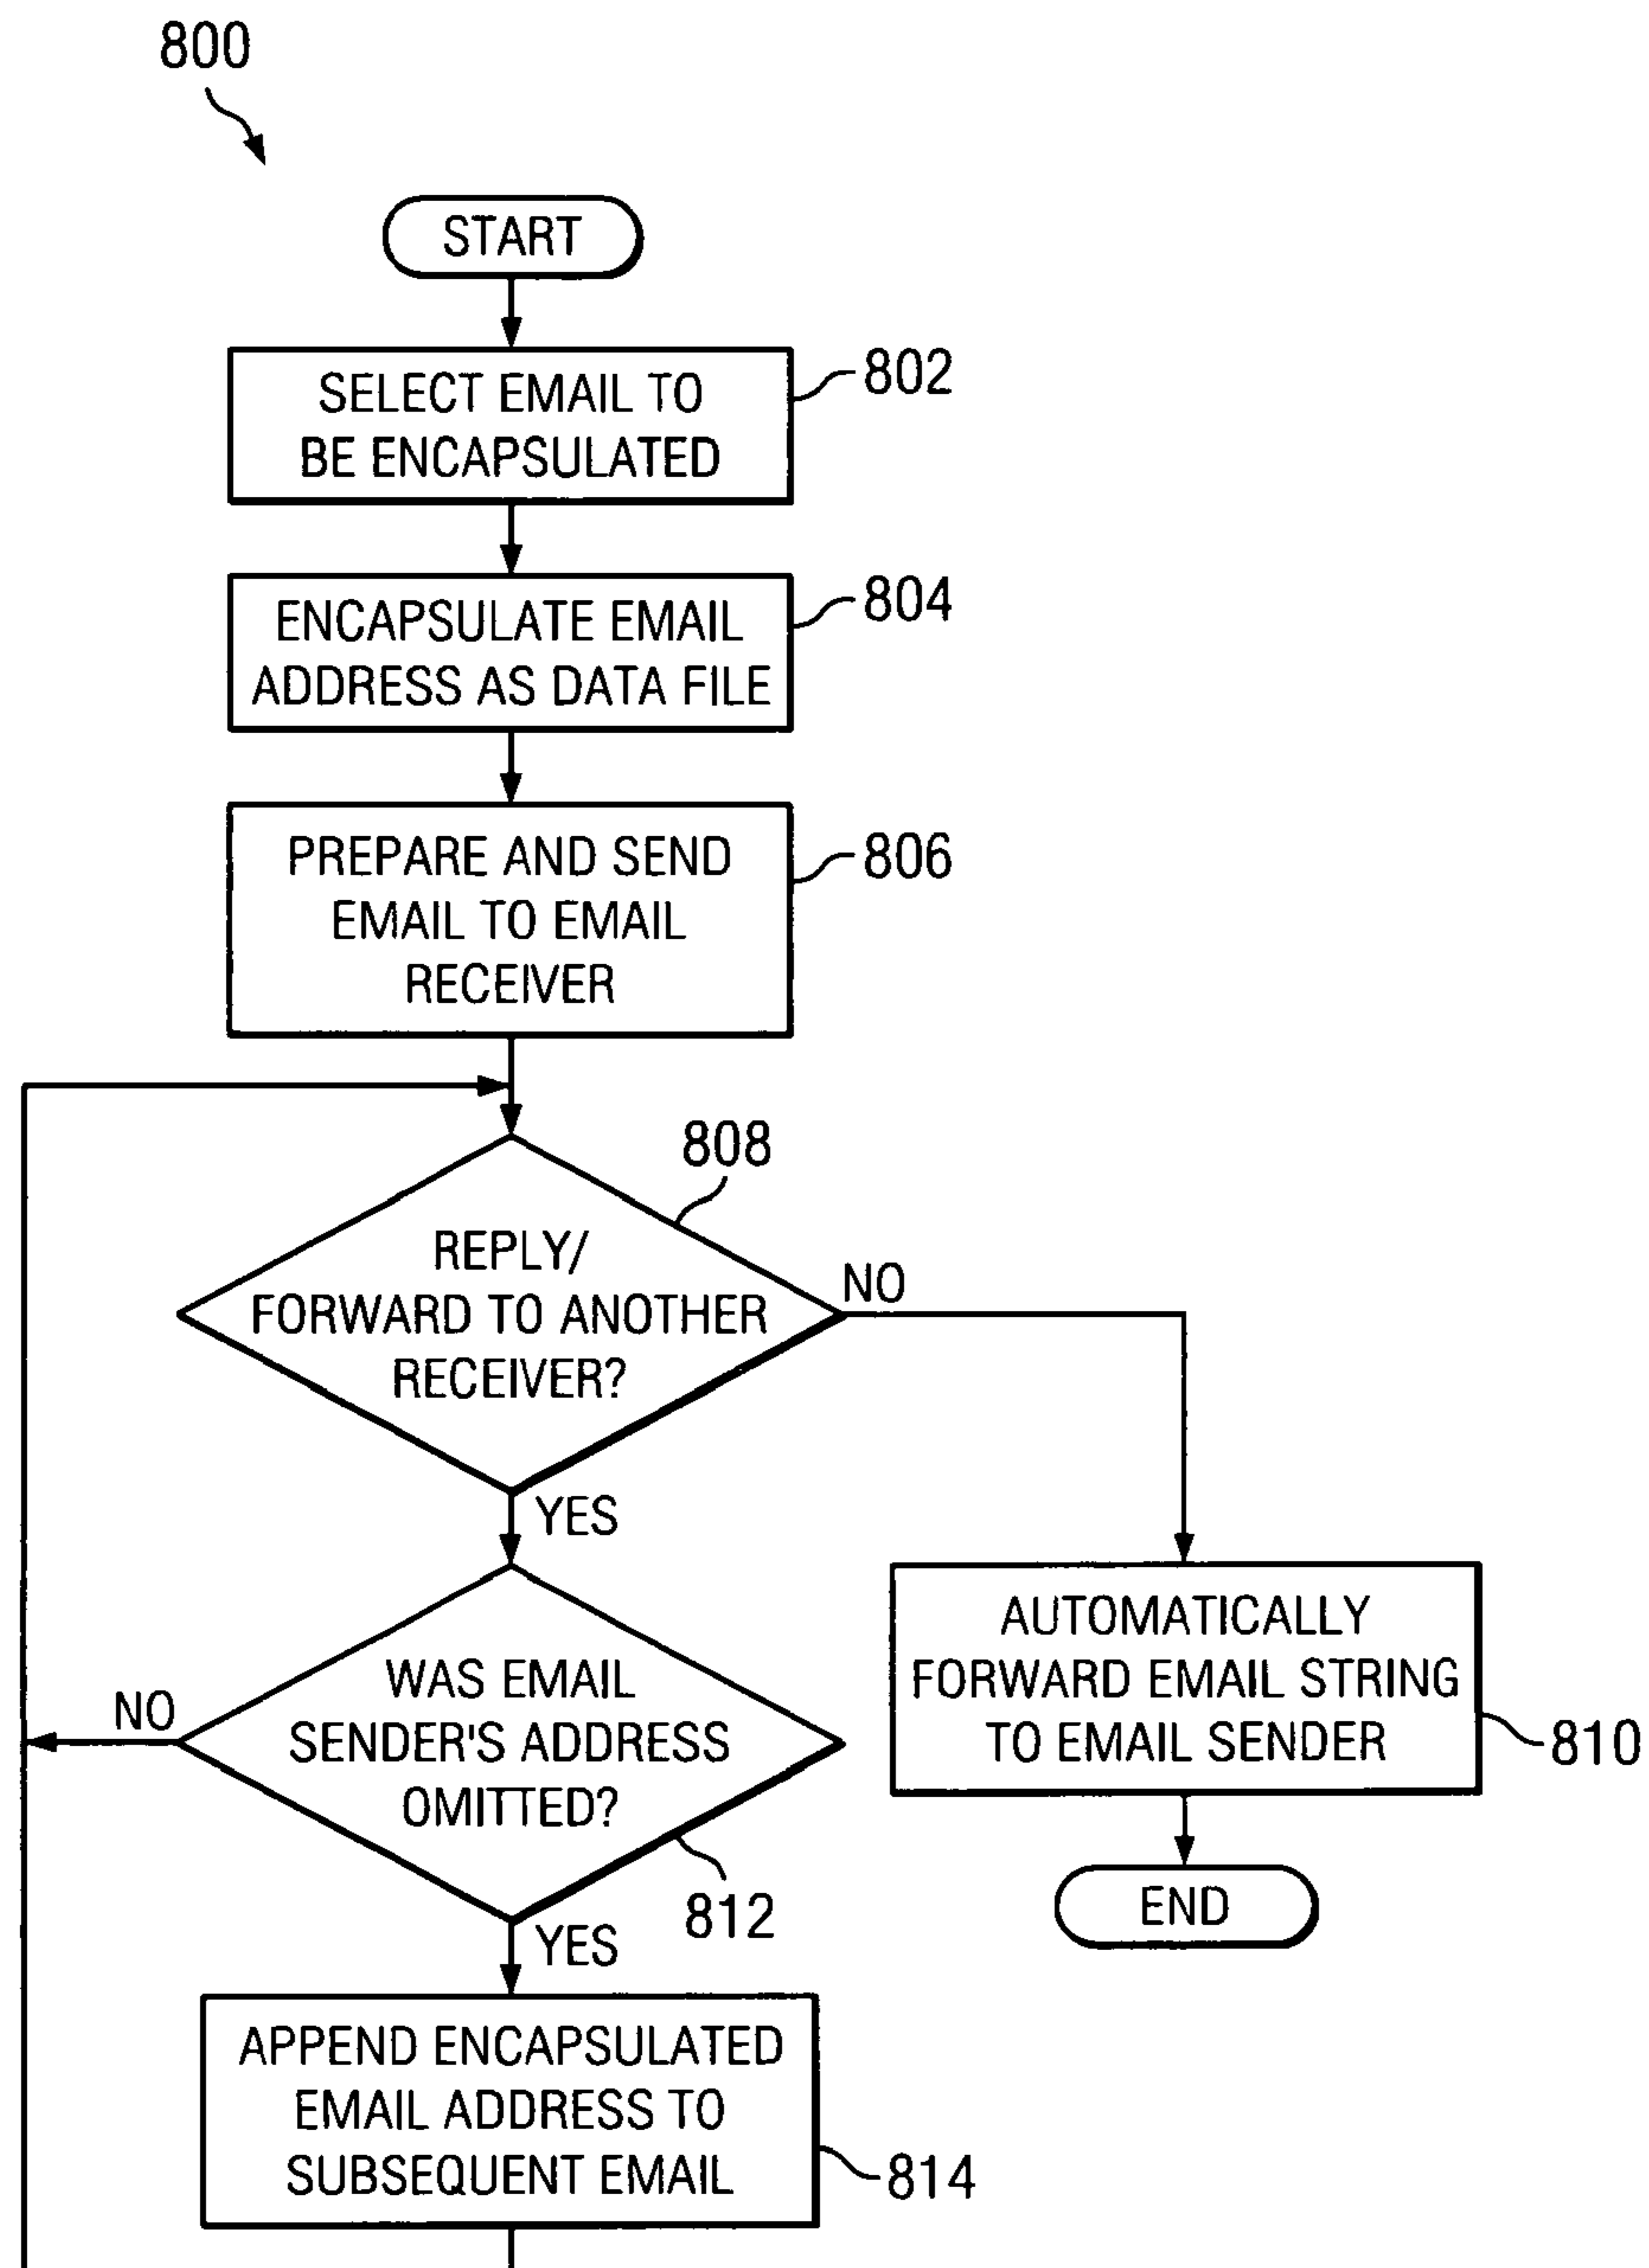 800
START
SELECT EMAIL TO
BE ENCAPSULATED
802
ENCAPSULATE EMAIL
ADDRESS AS DATA FILE
804
PREPARE AND SEND
EMAIL TO EMAIL
RECEIVER
806
808
REPLY/
FORWARD TO ANOTHER
RECEIVER?
NO
YES
AUTOMATICALLY
FORWARD EMAIL STRING
TO EMAIL SENDER
810
WAS EMAIL
SENDER'S ADDRESS
OMITTED?
NO
812
YES
END
APPEND ENCAPSULATED
EMAIL ADDRESS TO
SUBSEQUENT EMAIL
814